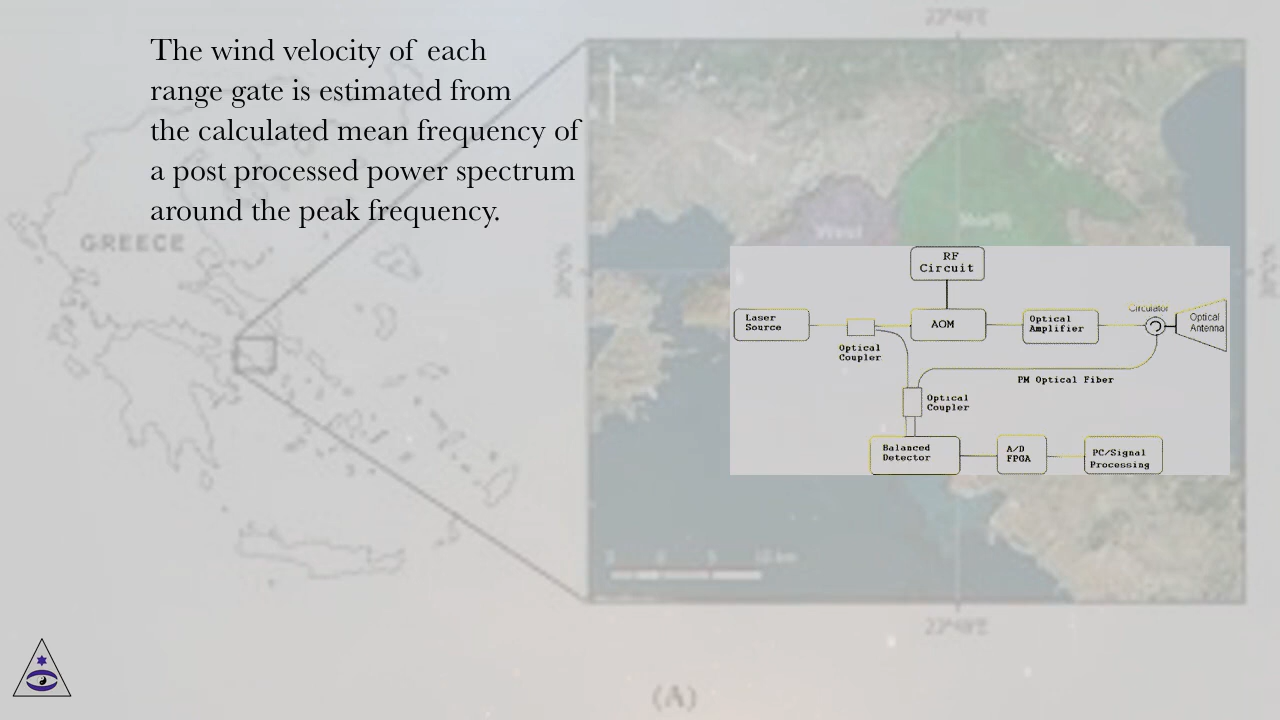 The wind velocity of each
range gate is estimated from
the calculated mean frequency of
a post processed power spectrum
around the peak frequency.
GREECE
West
North
RF
Circuit
Laser
Source
AOM
Optical
Amplifier
Circulator
Optical
Antenna
Optical
Coupler
PM Optical Fiber
Optical
Coupler
Balanced
Detector
A/D
FPGA
PC/Signal
Processing
(A)